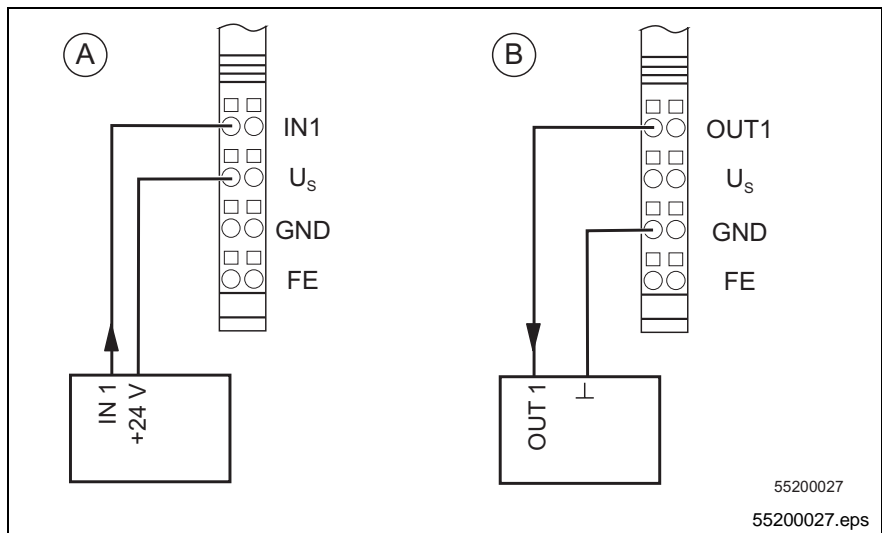 A
IN1
U_S
GND
FE
IN 1
+24 V
B
OUT1
U_S
GND
FE
OUT 1
55200027
55200027.eps